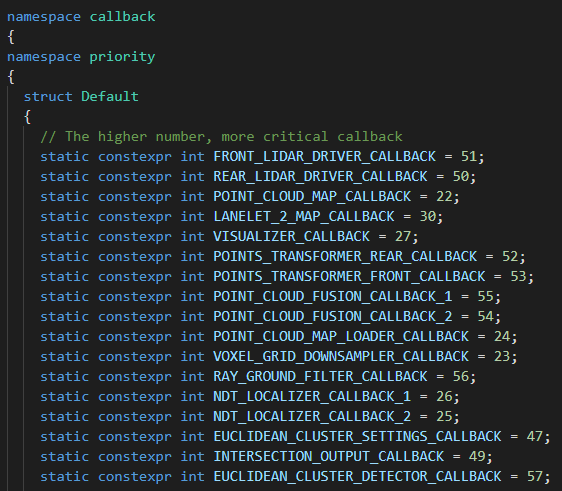 namespace callback
{
namespace priority
{
struct Default
{
// The higher number, more critical callback
static constexpr int FRONT_LIDAR_DRIVER_CALLBACK = 51;
static constexpr int REAR_LIDAR_DRIVER_CALLBACK = 50;
static constexpr int POINT_CLOUD_MAP_CALLBACK = 22;
static constexpr int LANELET_2_MAP_CALLBACK = 30;
static constexpr int VISUALIZER_CALLBACK = 27;
static constexpr int POINTS_TRANSFORMER_REAR_CALLBACK = 52;
static constexpr int POINTS_TRANSFORMER_FRONT_CALLBACK = 53;
static constexpr int POINT_CLOUD_FUSION_CALLBACK_1 = 55;
static constexpr int POINT_CLOUD_FUSION_CALLBACK_2 = 54;
static constexpr int POINT_CLOUD_MAP_LOADER_CALLBACK = 24;
static constexpr int VOXEL_GRID_DOWNSAMPLER_CALLBACK = 23;
static constexpr int RAY_GROUND_FILTER_CALLBACK = 56;
static constexpr int NDT_LOCALIZER_CALLBACK_1 = 26;
static constexpr int NDT_LOCALIZER_CALLBACK_2 = 25;
static constexpr int EUCLIDEAN_CLUSTER_SETTINGS_CALLBACK = 47;
static constexpr int INTERSECTION_OUTPUT_CALLBACK = 49;
static constexpr int EUCLIDEAN_CLUSTER_DETECTOR_CALLBACK = 57;